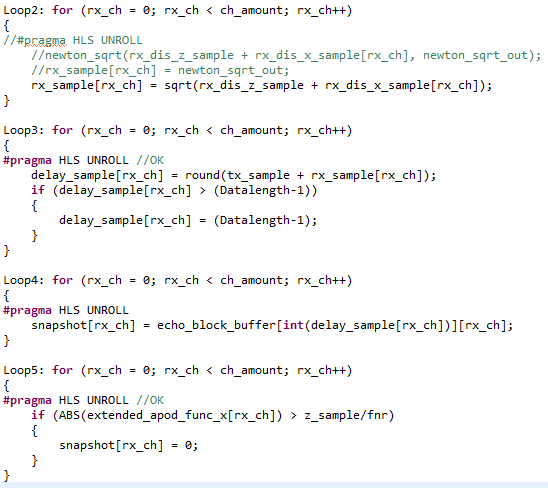 Loop2: for (rx_ch = 0; rx_ch < ch_amount; rx_ch++)
{
//#pragma HLS UNROLL
    //newton_sqrt(rx_dis_z_sample + rx_dis_x_sample[rx_ch], newton_sqrt_out);
    //rx_sample[rx_ch] = newton_sqrt_out;
    rx_sample[rx_ch] = sqrt(rx_dis_z_sample + rx_dis_x_sample[rx_ch]);
}

Loop3: for (rx_ch = 0; rx_ch < ch_amount; rx_ch++)
{
#pragma HLS UNROLL //OK
    delay_sample[rx_ch] = round(tx_sample + rx_sample[rx_ch]);
    if (delay_sample[rx_ch] > (Datalength-1))
    {
        delay_sample[rx_ch] = (Datalength-1);
    }
}

Loop4: for (rx_ch = 0; rx_ch < ch_amount; rx_ch++)
{
#pragma HLS UNROLL
    snapshot[rx_ch] = echo_block_buffer[int(delay_sample[rx_ch])][rx_ch];
}

Loop5: for (rx_ch = 0; rx_ch < ch_amount; rx_ch++)
{
#pragma HLS UNROLL //OK
    if (ABS(extended_apod_func_x[rx_ch]) > z_sample/fnr)
    {
        snapshot[rx_ch] = 0;
    }
}